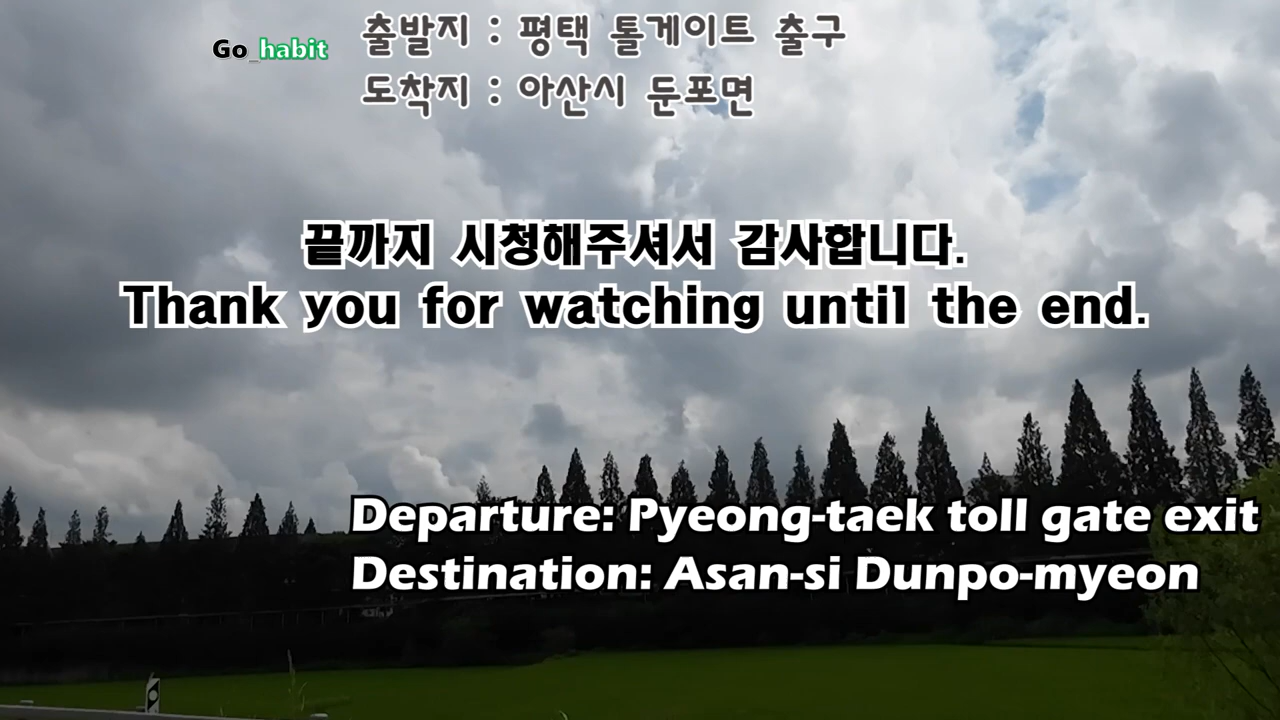 Go_habit
출발지 : 평택 톨게이트 출구
도착지 : 아산시 둔포면
끝까지 시청해주셔서 감사합니다.
Thank you for watching until the end.
Departure: Pyeong-taek toll gate exit
Destination: Asan-si Dunpo-myeon